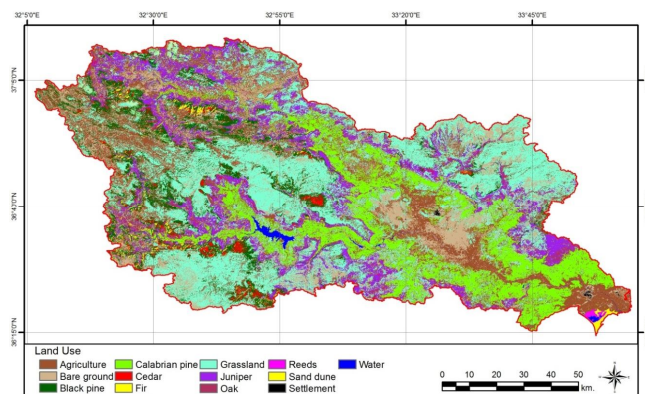 32°5'0"E 32°30'0"E 32°55'0"E 33°20'0"E 33°45'0"E
37°5'0"N
36°40'0"N
36°15'0"N
Land Use
Agriculture Calabrian pine Grassland Reeds Water
Bare ground Cedar Juniper Sand dune
Black pine Fir Oak Settlement
0 10 20 30 40 50
km.